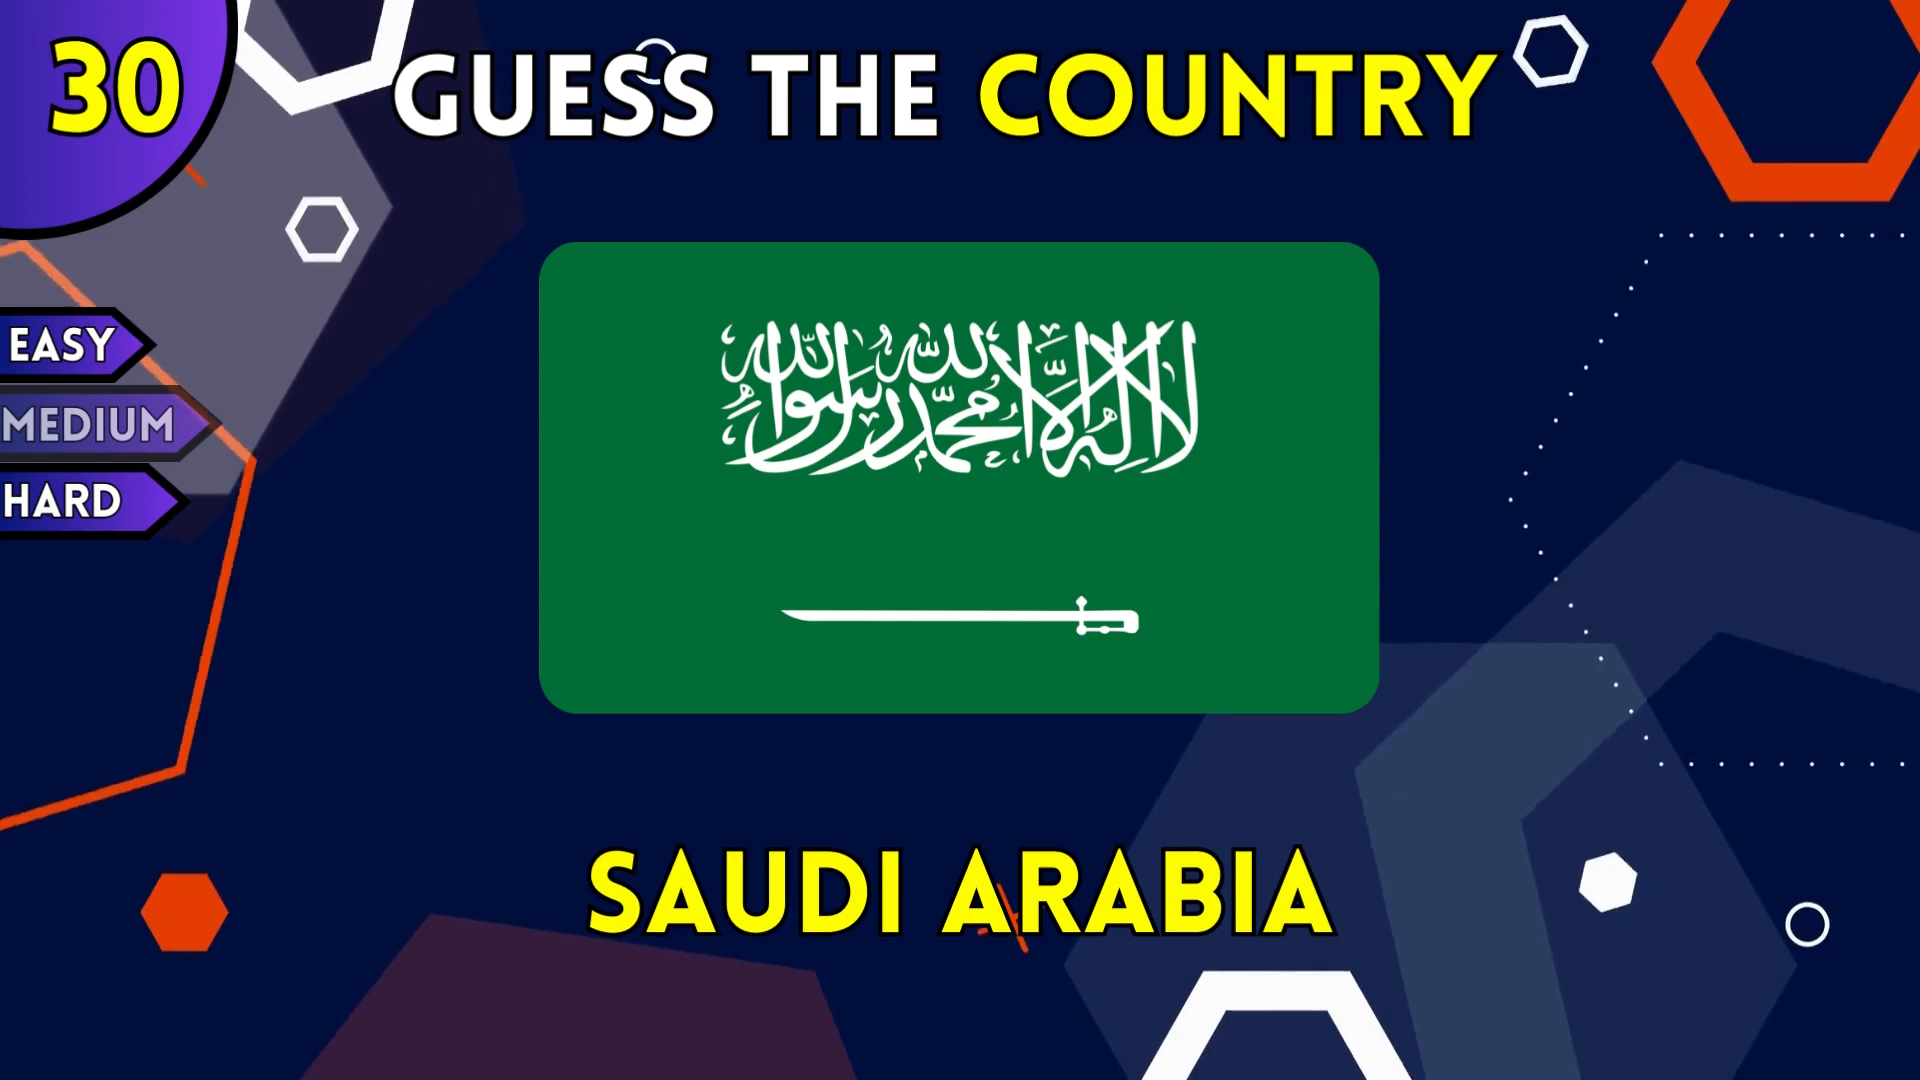 30
GUESS THE COUNTRY
EASY
MEDIUM
HARD
لا إله إلا الله محمد رسول الله
SAUDI ARABIA